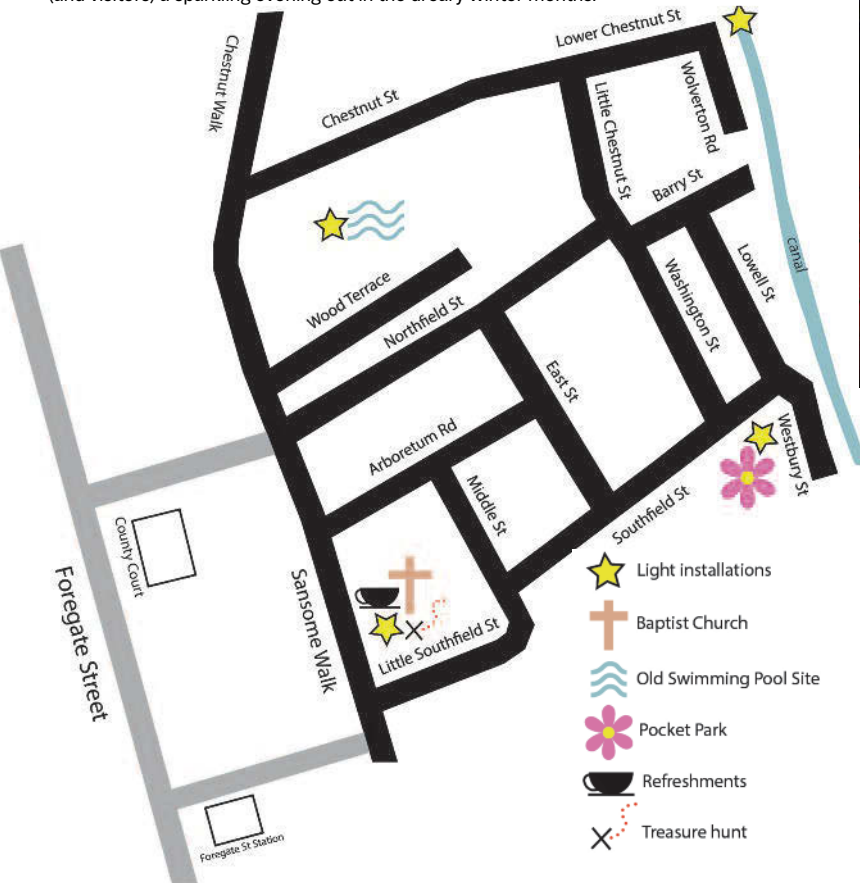 (and visitors) a sparkling evening out in the dreary winter months.
Lower Chestnut St
Chestnut Walk
Chestnut St
Wolverton Rd
Little Chestnut St
Barry St
canal
Wood Terrace
Northfield St
Lowell St
Washington St
East St
Arboretum Rd
Westbury St
Middle St
Southfield St
County Court
Foregate Street
Sansome Walk
Little Southfield St
Foregate St Station
Light installations
Baptist Church
Old Swimming Pool Site
Pocket Park
Refreshments
Treasure hunt